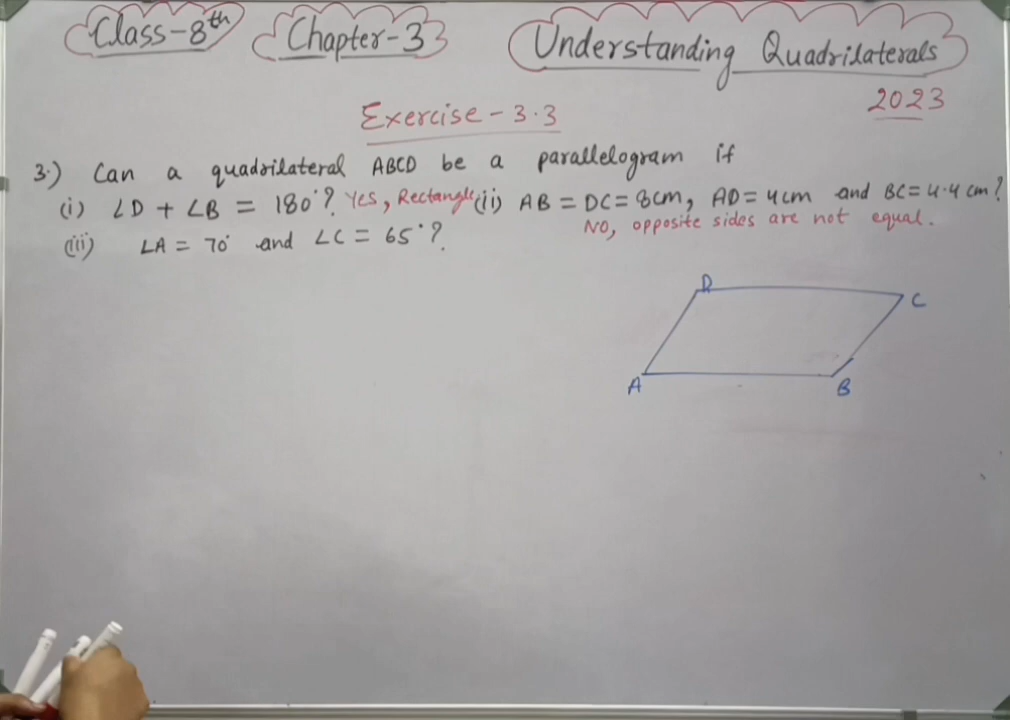 Class-8th Chapter-3 Understanding Quadrilaterals
2023
Exercise-3.3
3.) Can a quadrilateral ABCD be a parallelogram if
(i) ∠D + ∠B = 180°? Yes, Rectangle (ii) AB = DC = 8cm, AD = 4cm and BC = 4.4 cm?
NO, opposite sides are not equal.
(iii) ∠A = 70° and ∠C = 65°?
D
C
A
B